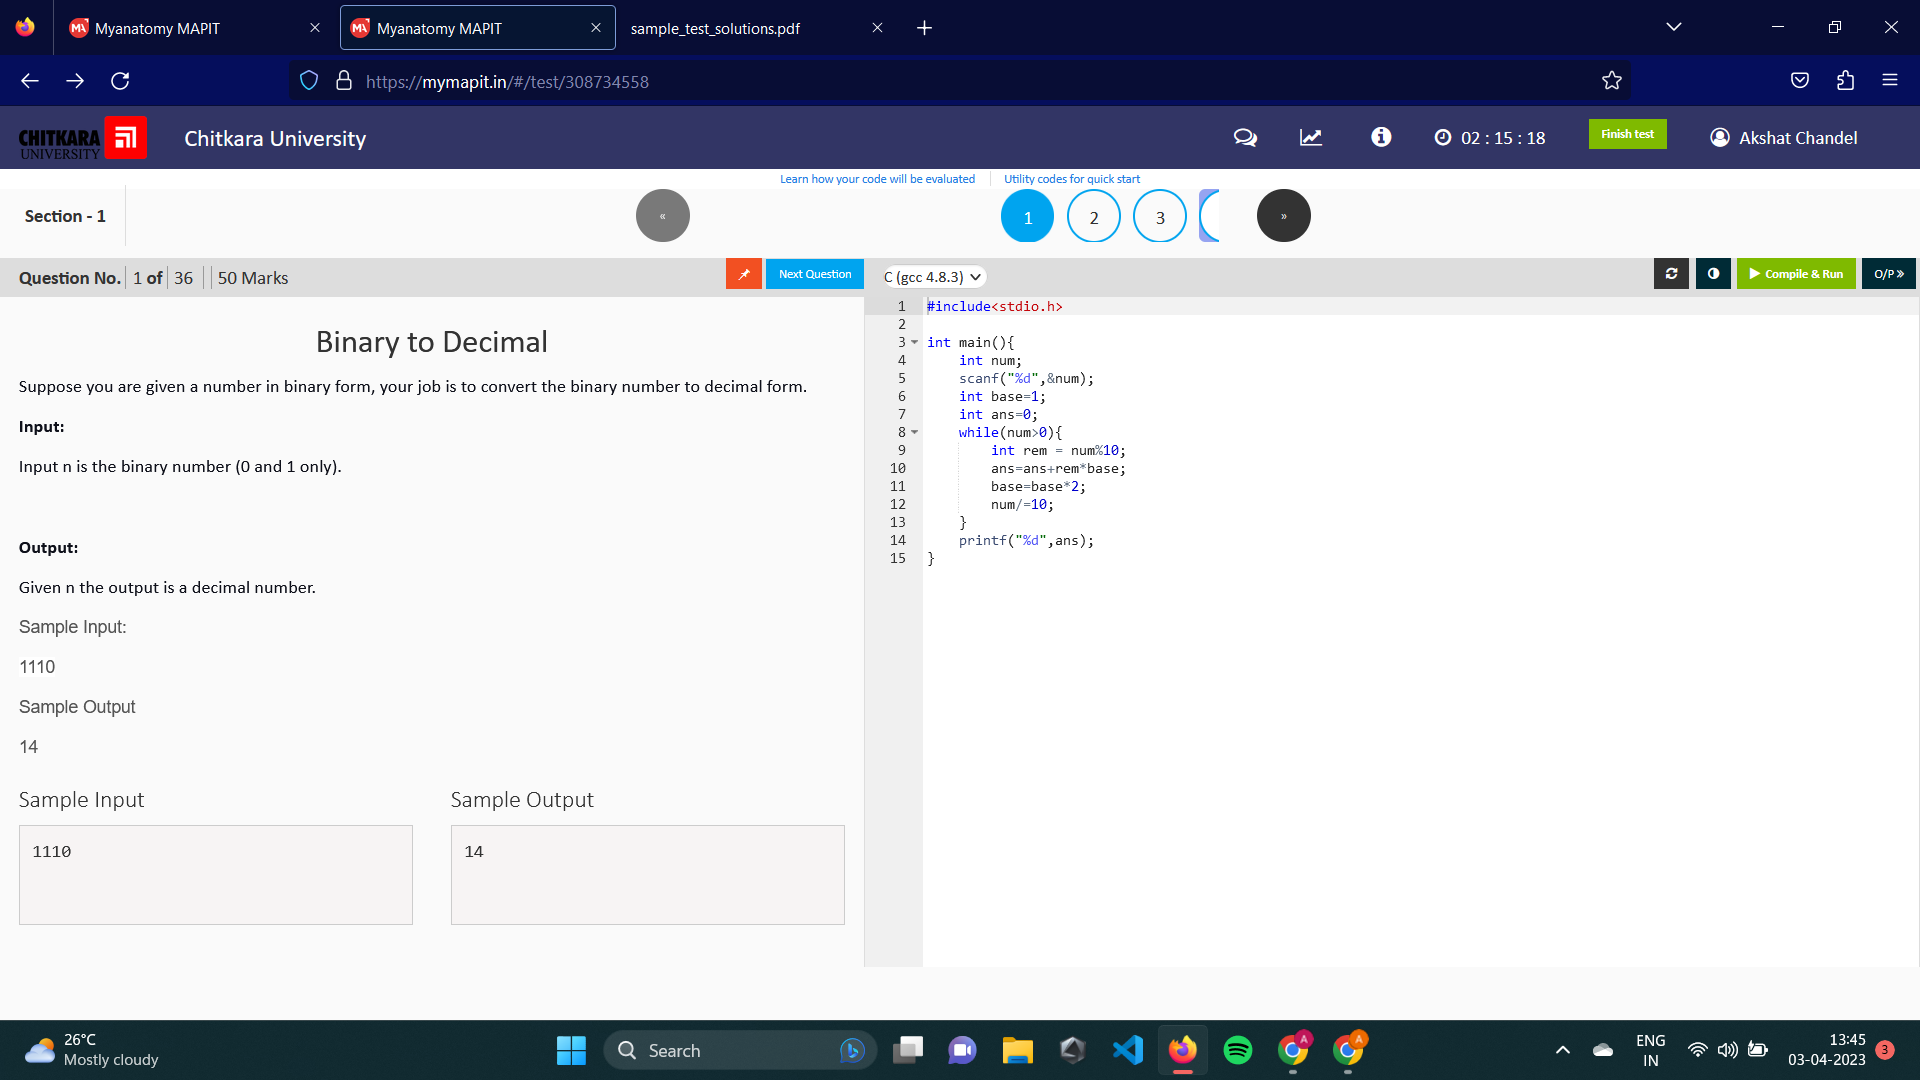 Myanatomy MAPIT
Myanatomy MAPIT
sample_test_solutions.pdf
https://mymapit.in/#/test/308734558
CHITKARA
UNIVERSITY
Chitkara University
02 : 15 : 18
Finish test
Akshat Chandel
Learn how your code will be evaluated
Utility codes for quick start
Section - 1
«
1
2
3
»
Question No. 1 of 36 50 Marks
Next Question
C (gcc 4.8.3)
Compile & Run
O/P »
Binary to Decimal
Suppose you are given a number in binary form, your job is to convert the binary number to decimal form.
Input:
Input n is the binary number (0 and 1 only).
Output:
Given n the output is a decimal number.
Sample Input:
1110
Sample Output
14
Sample Input
Sample Output
1110
14
1 #include<stdio.h>
2
3 int main(){
4 int num;
5 scanf("%d",&num);
6 int base=1;
7 int ans=0;
8 while(num>0){
9 int rem = num%10;
10 ans=ans+rem*base;
11 base=base*2;
12 num/=10;
13 }
14 printf("%d",ans);
15 }
26°C
Mostly cloudy
Search
A
A
ENG
IN
13:45
03-04-2023
3